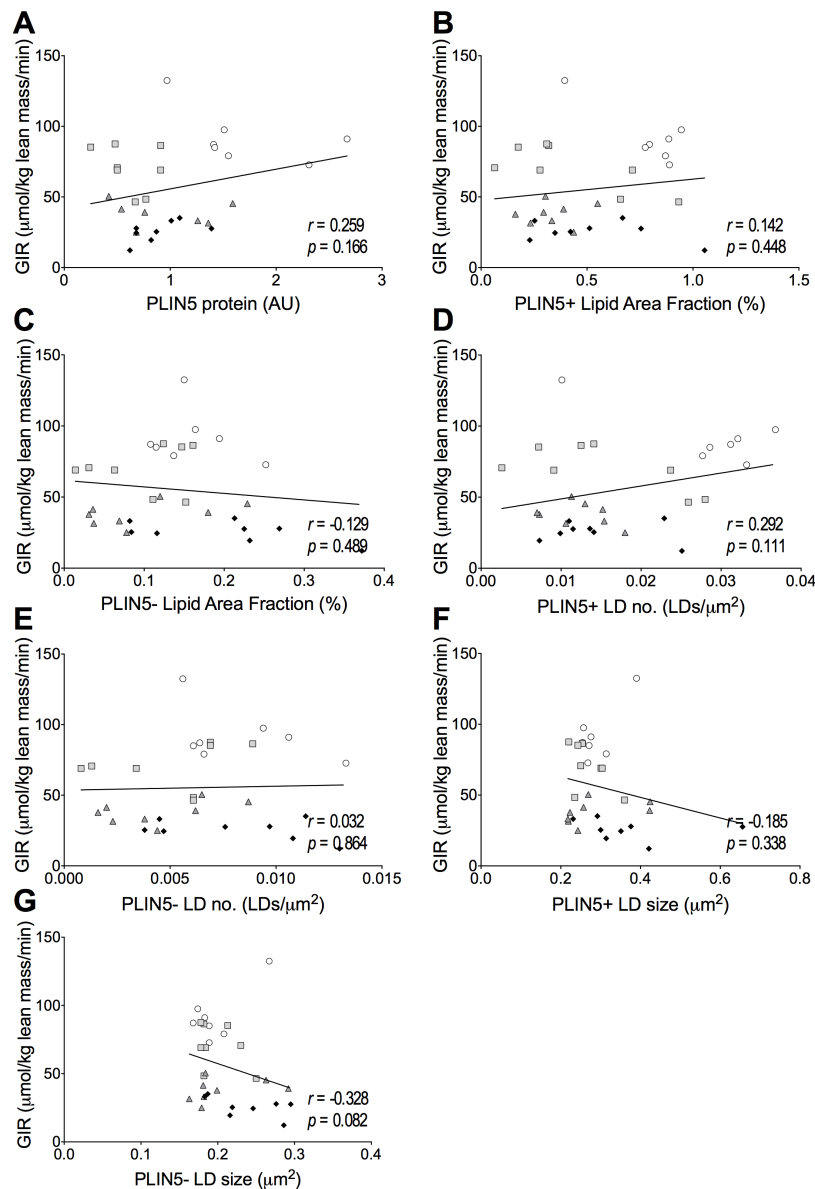 A
GIR (μmol/kg lean mass/min)
150
100
50
0
0
1
2
3
r = 0.259
p = 0.166
PLIN5 protein (AU)
B
GIR (μmol/kg lean mass/min)
150
100
50
0
0.0
0.5
1.0
1.5
r = 0.142
p = 0.448
PLIN5+ Lipid Area Fraction (%)
C
GIR (μmol/kg lean mass/min)
150
100
50
0
0.0
0.1
0.2
0.3
0.4
r = -0.129
p = 0.489
PLIN5- Lipid Area Fraction (%)
D
GIR (μmol/kg lean mass/min)
150
100
50
0
0.00
0.01
0.02
0.03
0.04
r = 0.292
p = 0.111
PLIN5+ LD no. (LDs/μm²)
E
GIR (μmol/kg lean mass/min)
150
100
50
0
0.000
0.005
0.010
0.015
r = 0.032
p = 0.864
PLIN5- LD no. (LDs/μm²)
F
GIR (μmol/kg lean mass/min)
150
100
50
0
0.0
0.2
0.4
0.6
0.8
r = -0.185
p = 0.338
PLIN5+ LD size (μm²)
G
GIR (μmol/kg lean mass/min)
150
100
50
0
0.0
0.1
0.2
0.3
0.4
r = -0.328
p = 0.082
PLIN5- LD size (μm²)